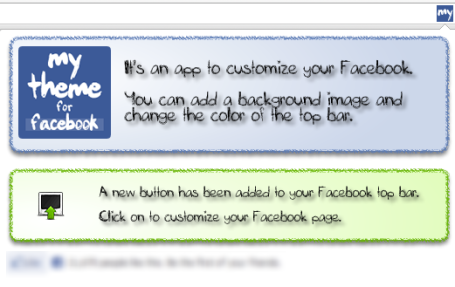 my
my
theme
for
facebook
It's an app to customize your Facebook.
You can add a background image and
change the color of the top bar.
A new button has been added to your Facebook top bar.
Click on to customize your Facebook page.